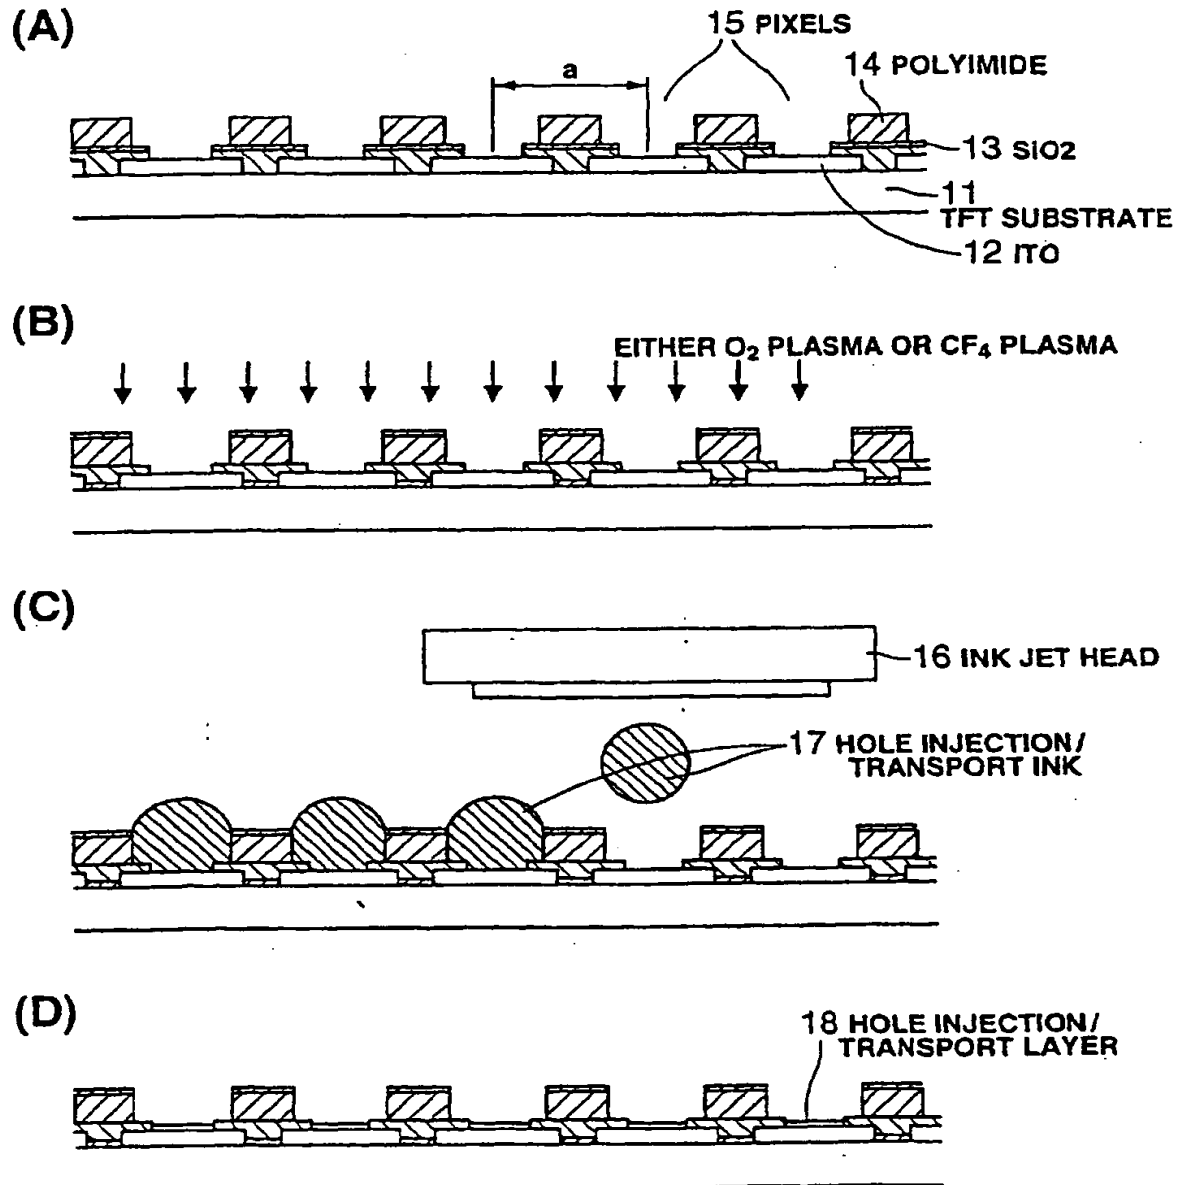 (A)
15 PIXELS
a
14 POLYIMIDE
13 SiO2
11
TFT SUBSTRATE
12 ITO
(B)
EITHER O₂ PLASMA OR CF₄ PLASMA
(C)
16 INK JET HEAD
17 HOLE INJECTION/
TRANSPORT INK
(D)
18 HOLE INJECTION/
TRANSPORT LAYER